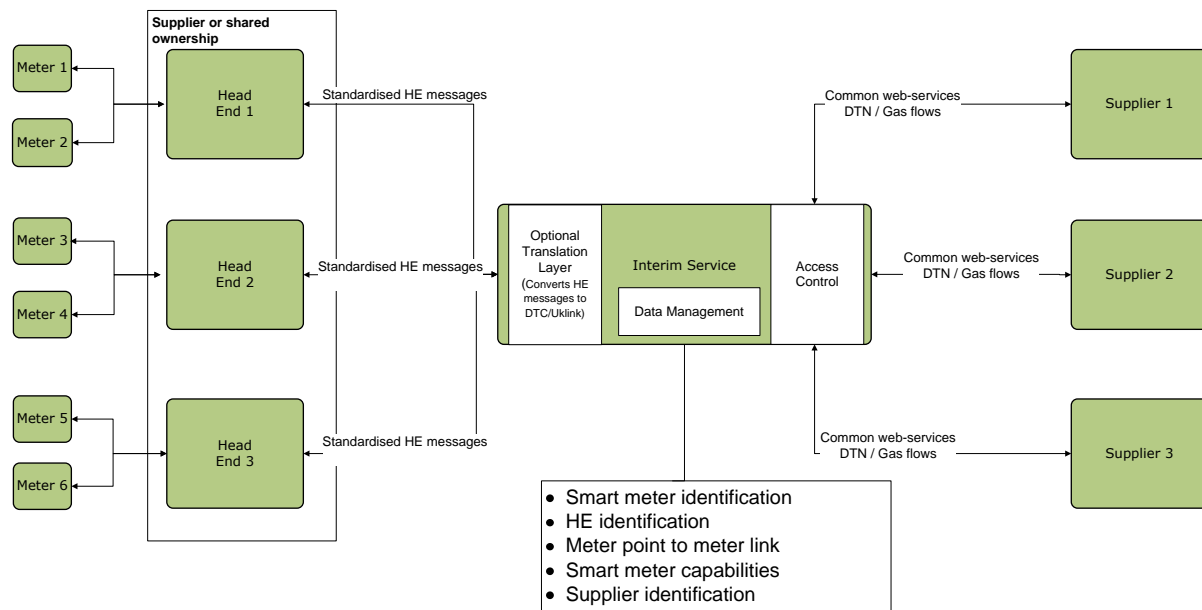 Supplier or shared
ownership
Meter 1
Meter 2
Head
End 1
Standardised HE messages
Meter 3
Meter 4
Head
End 2
Standardised HE messages
Meter 5
Meter 6
Head
End 3
Standardised HE messages
Optional
Translation
Layer
(Converts HE
messages to
DTC/Uklink)
Interim Service
Data Management
Access
Control
Common web-services
DTN / Gas flows
Supplier 1
Common web-services
DTN / Gas flows
Supplier 2
Common web-services
DTN / Gas flows
Supplier 3
• Smart meter identification
• HE identification
• Meter point to meter link
• Smart meter capabilities
• Supplier identification